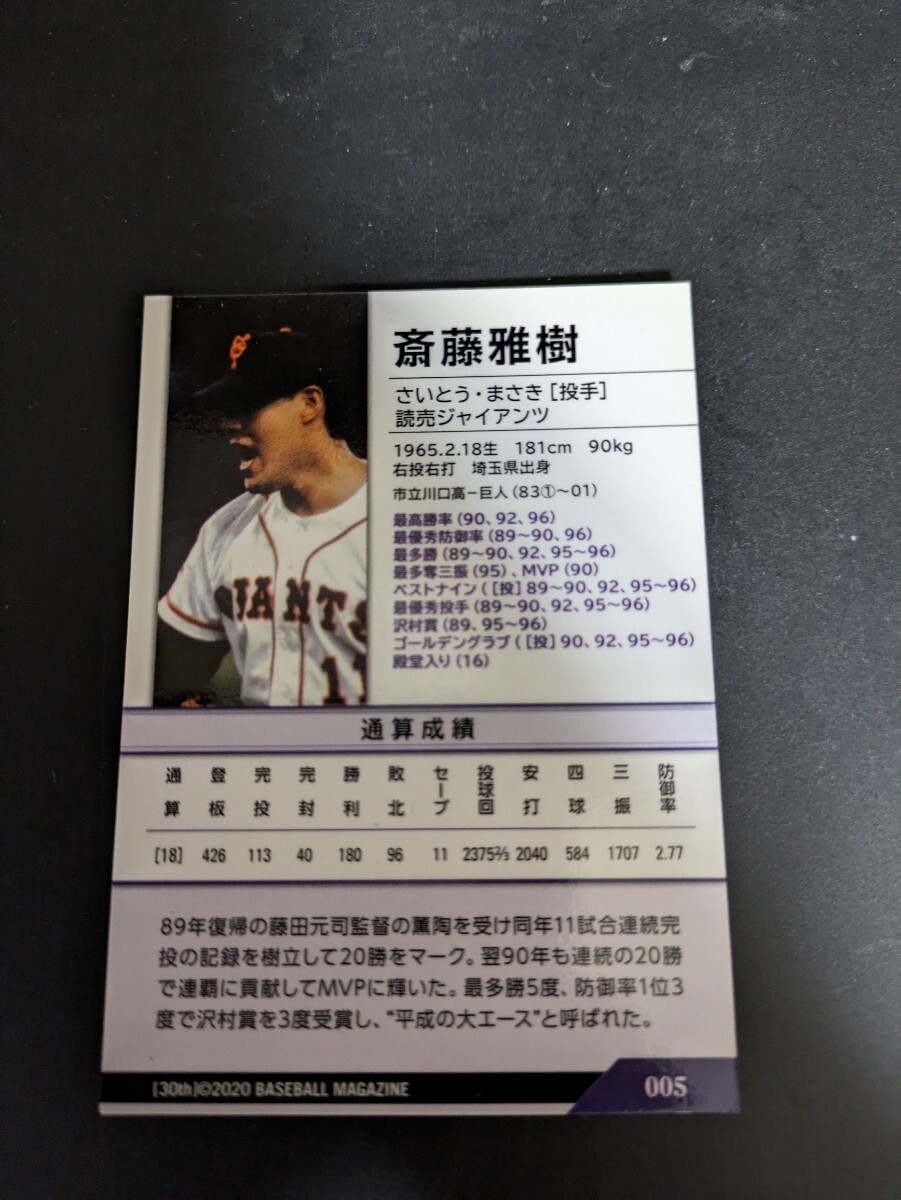 斎藤雅樹
さいとう・まさき［投手］
読売ジャイアンツ
1965.2.18生　181cm　90kg
右投右打　埼玉県出身
市立川口高－巨人（83①～01）
最高勝率（90、92、96）
最優秀防御率（89～90、96）
最多勝（89～90、92、95～96）
最多奪三振（95）、MVP（90）
ベストナイン（［投］89～90、92、95～96）
最優秀投手（89～90、92、95～96）
沢村賞（89、95～96）
ゴールデングラブ（［投］90、92、95～96）
殿堂入り（16）
GIANTS
11
通算成績
通算 登板 完投 完封 勝利 敗北 セーブ 投球回 安打 四球 三振 防御率
[18] 426 113 40 180 96 11 2375⅔ 2040 584 1707 2.77
89年復帰の藤田元司監督の薫陶を受け同年11試合連続完
投の記録を樹立して20勝をマーク。翌90年も連続の20勝
で連覇に貢献してMVPに輝いた。最多勝5度、防御率1位3
度で沢村賞を3度受賞し、“平成の大エース”と呼ばれた。
[30th]©2020 BASEBALL MAGAZINE
005